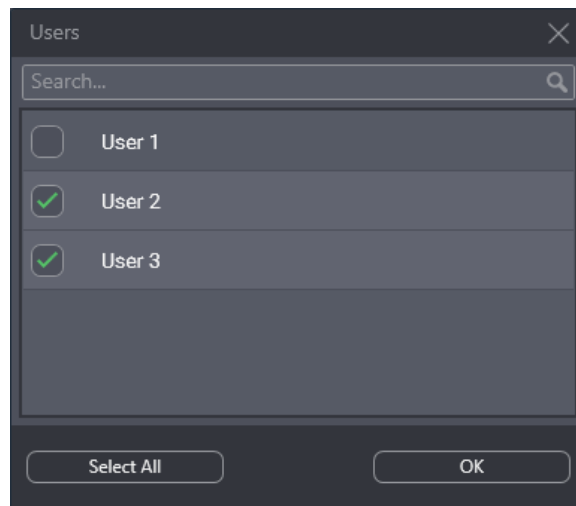 Users
Search...
User 1
User 2
User 3
Select All OK